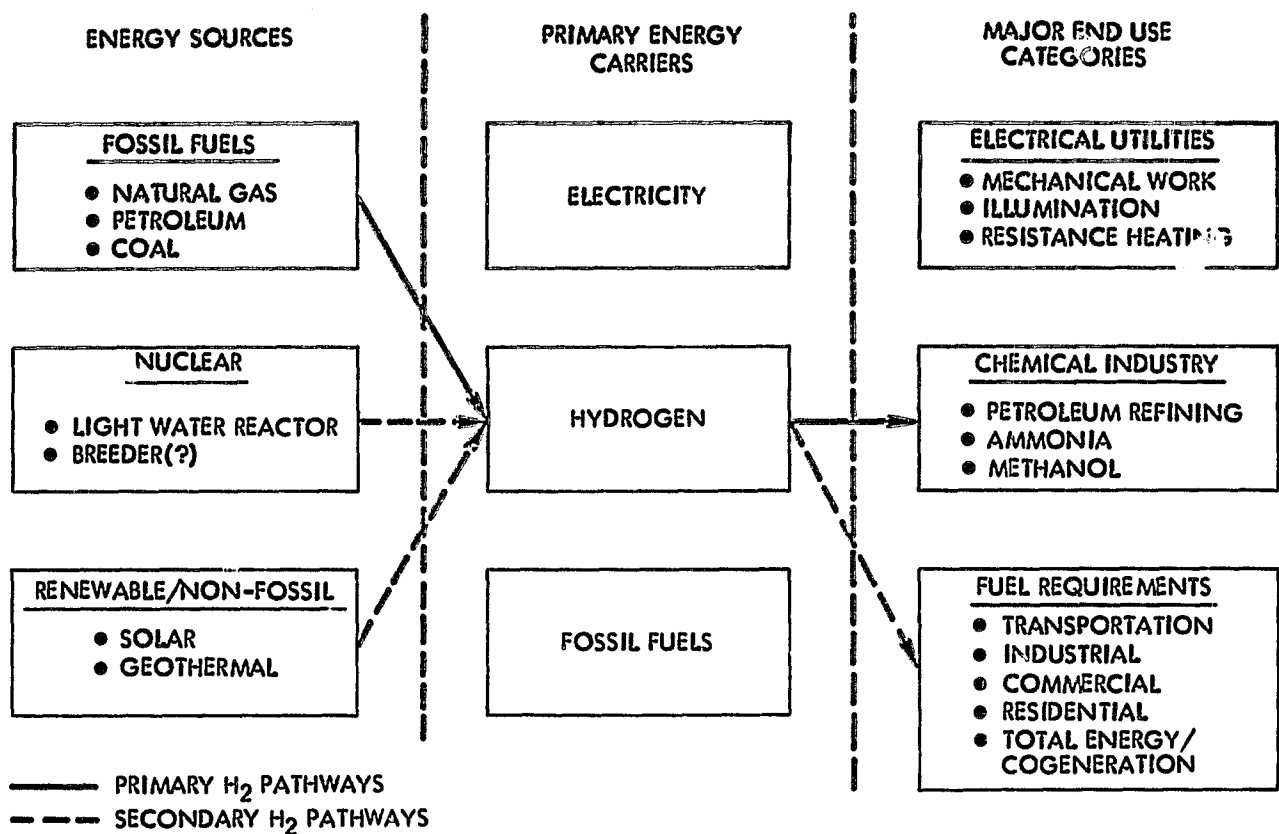 ENERGY SOURCES
PRIMARY ENERGY
CARRIERS
MAJOR END USE
CATEGORIES
FOSSIL FUELS
● NATURAL GAS
● PETROLEUM
● COAL
ELECTRICITY
ELECTRICAL UTILITIES
● MECHANICAL WORK
● ILLUMINATION
● RESISTANCE HEATING
NUCLEAR
● LIGHT WATER REACTOR
● BREEDER(?)
HYDROGEN
CHEMICAL INDUSTRY
● PETROLEUM REFINING
● AMMONIA
● METHANOL
RENEWABLE/NON-FOSSIL
● SOLAR
● GEOTHERMAL
FOSSIL FUELS
FUEL REQUIREMENTS
● TRANSPORTATION
● INDUSTRIAL
● COMMERCIAL
● RESIDENTIAL
● TOTAL ENERGY/
COGENERATION
PRIMARY H₂ PATHWAYS
SECONDARY H₂ PATHWAYS